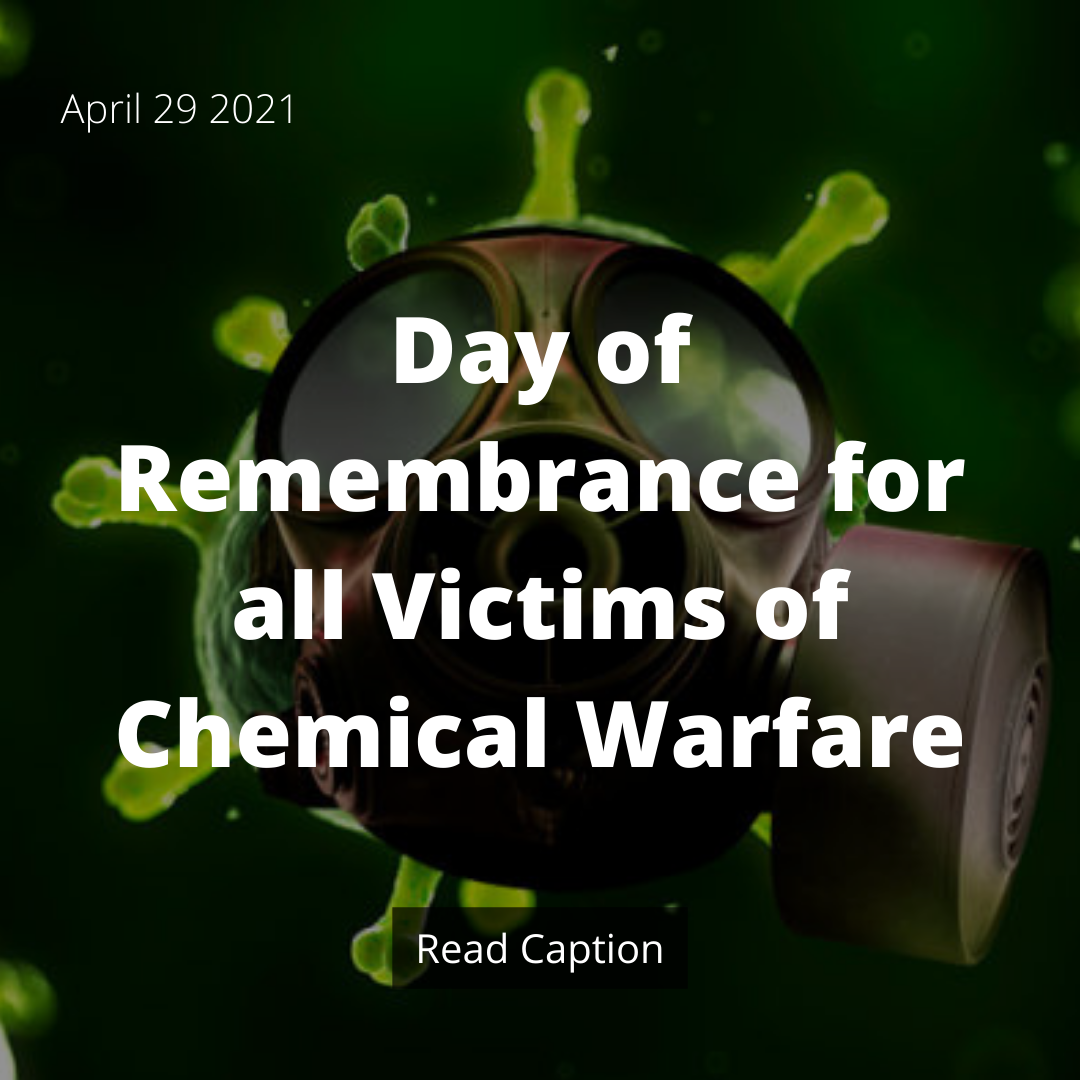 April 29 2021
Day of
Remembrance for
all Victims of
Chemical Warfare
Read Caption